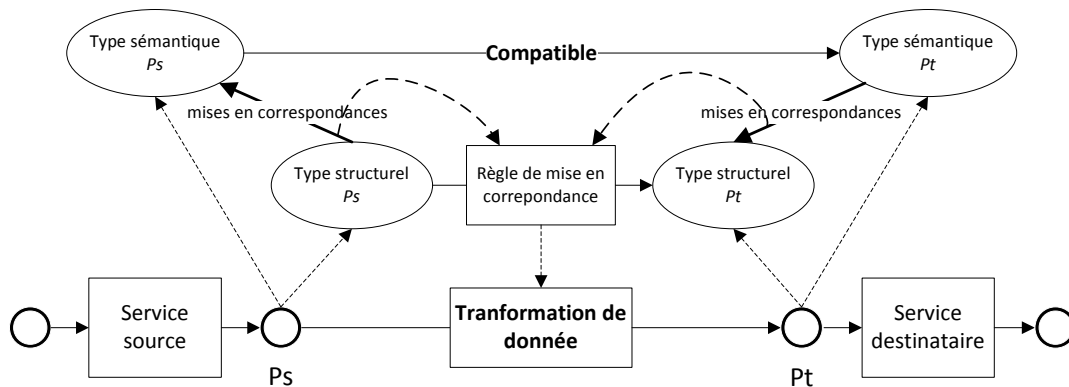 Type sémantique
Ps
Compatible
Type sémantique
Pt
mises en correspondances
mises en correspondances
Type structurel
Ps
Règle de mise en
correpondance
Type structurel
Pt
Service
source
Tranformation de
donnée
Service
destinataire
Ps
Pt